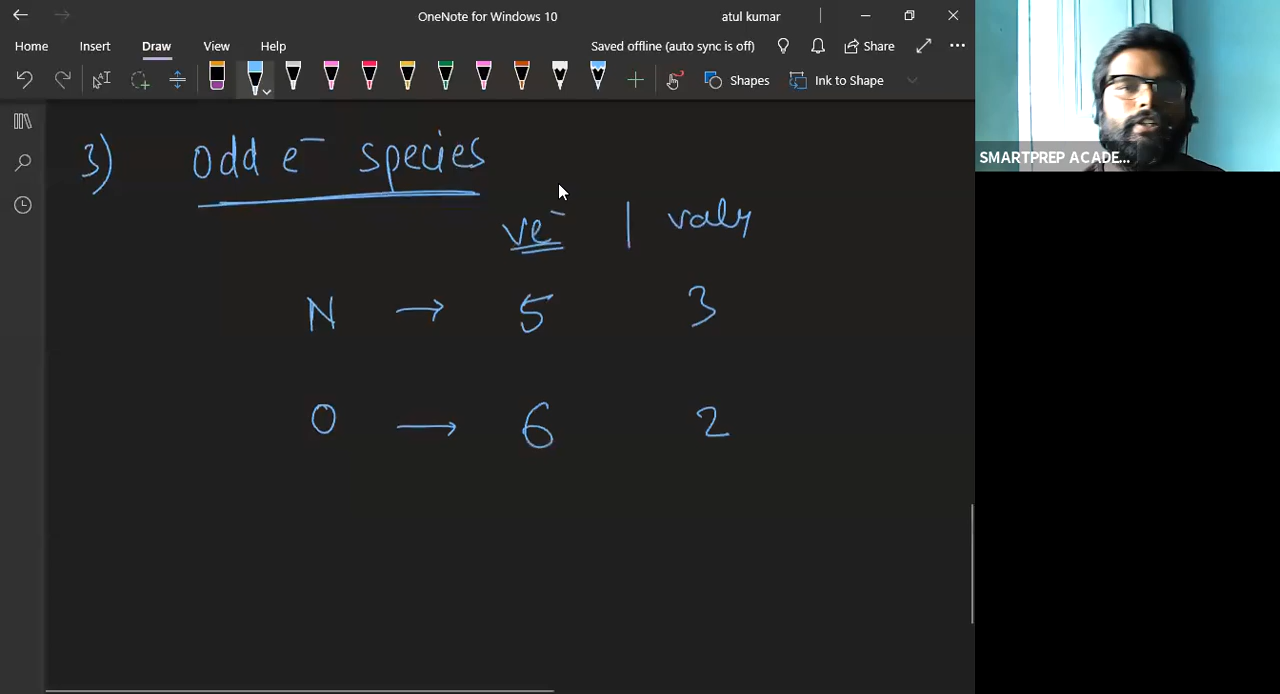 OneNote for Windows 10
atul kumar
Home Insert Draw View Help
Saved offline (auto sync is off)
Share
Shapes
Ink to Shape
SMARTPREP ACADE...
3) Odd e⁻ species
ve⁻ | valy
N → 5 3
O → 6 2